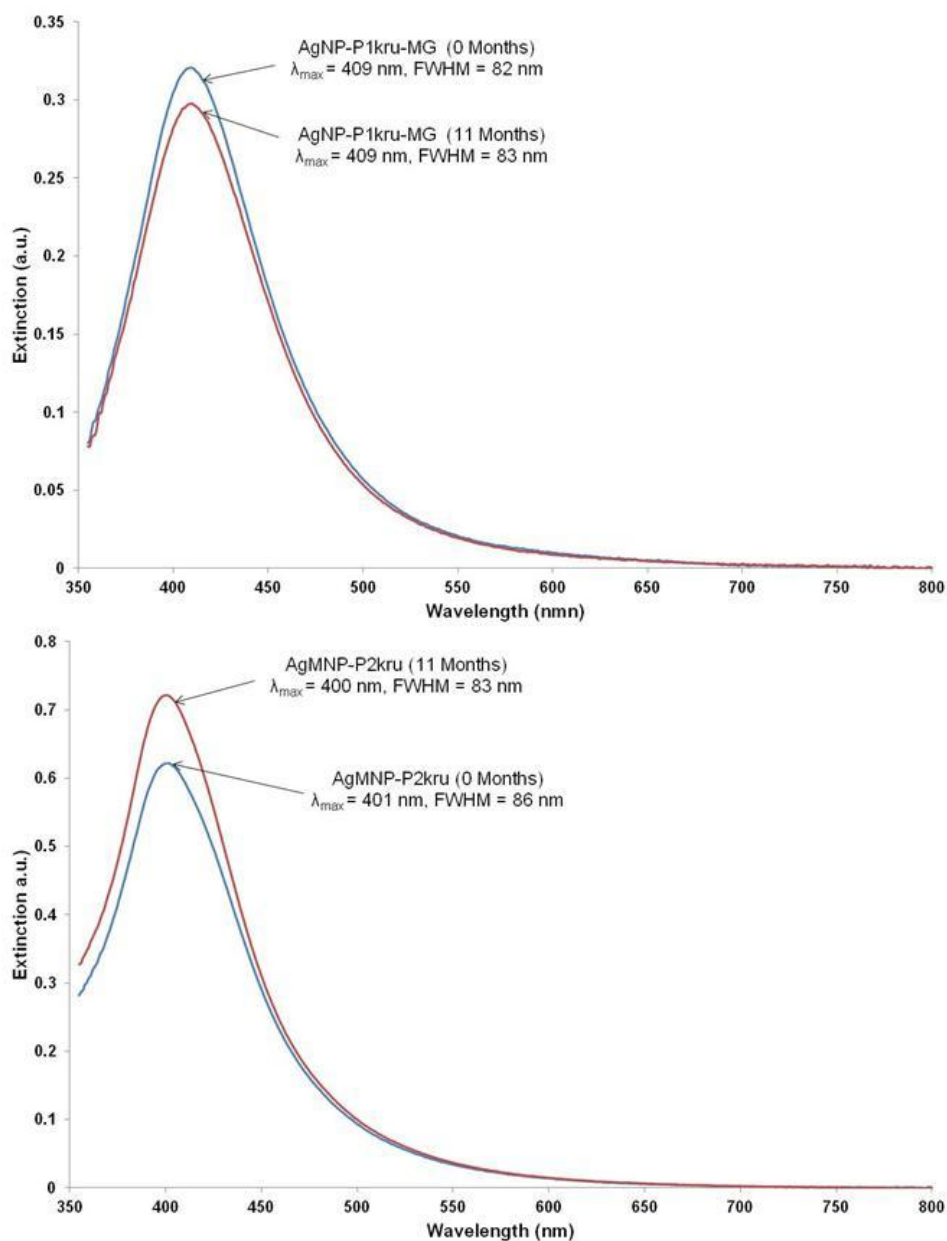 0.35
0.3
0.25
0.2
0.15
0.1
0.05
0
Extinction (a.u.)
AgNP-P1kru-MG (0 Months)
λmax = 409 nm, FWHM = 82 nm
AgNP-P1kru-MG (11 Months)
λmax = 409 nm, FWHM = 83 nm
350 400 450 500 550 600 650 700 750 800
Wavelength (nmn)
0.8
0.7
0.6
0.5
0.4
0.3
0.2
0.1
0
Extinction a.u.)
AgMNP-P2kru (11 Months)
λmax = 400 nm, FWHM = 83 nm
AgMNP-P2kru (0 Months)
λmax = 401 nm, FWHM = 86 nm
350 400 450 500 550 600 650 700 750 800
Wavelength (nm)